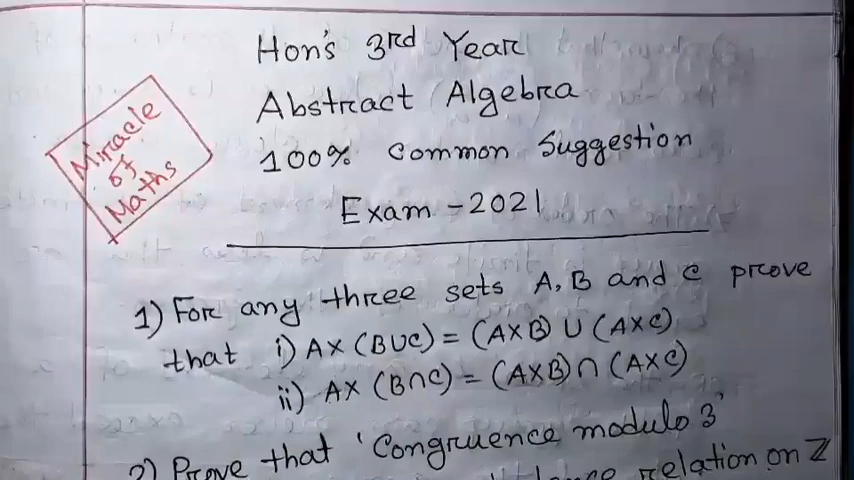 Hon's 3rd Year
Abstract Algebra
100% Common Suggestion
Exam - 2021
Miracle
of
Maths
1) For any three sets A, B and C prove
that i) A× (B∪C) = (A×B) ∪ (A×C)
ii) A× (B∩C) = (A×B) ∩ (A×C)
2) Prove that 'Congruence modulo 3'
relation on Z